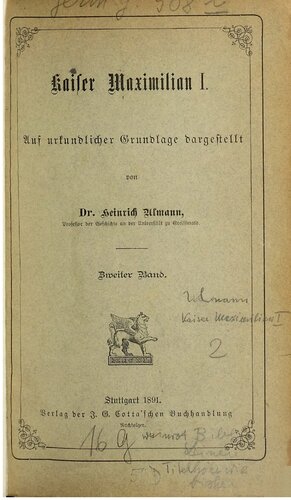 Kaiser Maximilian I.
Auf urkundlicher Grundlage dargestellt
von
Dr. Heinrich Ulmann,
Professor der Geschichte an der Universität zu Greifswald.
Zweiter Band.
Ulmann
Kaiser Maximilian I
2
Stuttgart 1891.
Verlag der J. G. Cotta'schen Buchhandlung
Nachfolger.
16 g